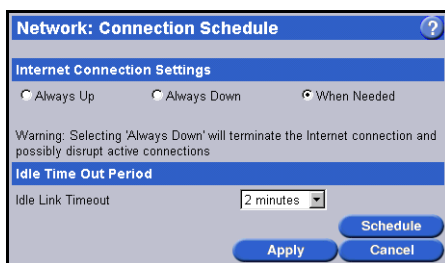 Network: Connection Schedule ?
Internet Connection Settings
Always Up Always Down When Needed
Warning: Selecting 'Always Down' will terminate the Internet connection and
possibly disrupt active connections
Idle Time Out Period
Idle Link Timeout 2 minutes
Schedule
Apply Cancel